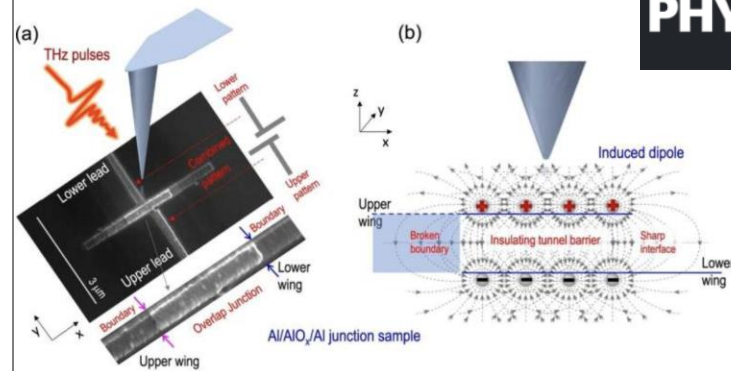 PHY
(a)
THz pulses
Lower
pattern
Combined
pattern
Lower lead
Upper
pattern
Upper lead
3 μm
Boundary
Lower
wing
Overlap Junction
Boundary
Upper wing
y
x
Al/AlOx/Al junction sample
(b)
z
y
x
Induced dipole
Upper
wing
Broken
boundary
Insulating tunnel barrier
Sharp
interface
Lower
wing